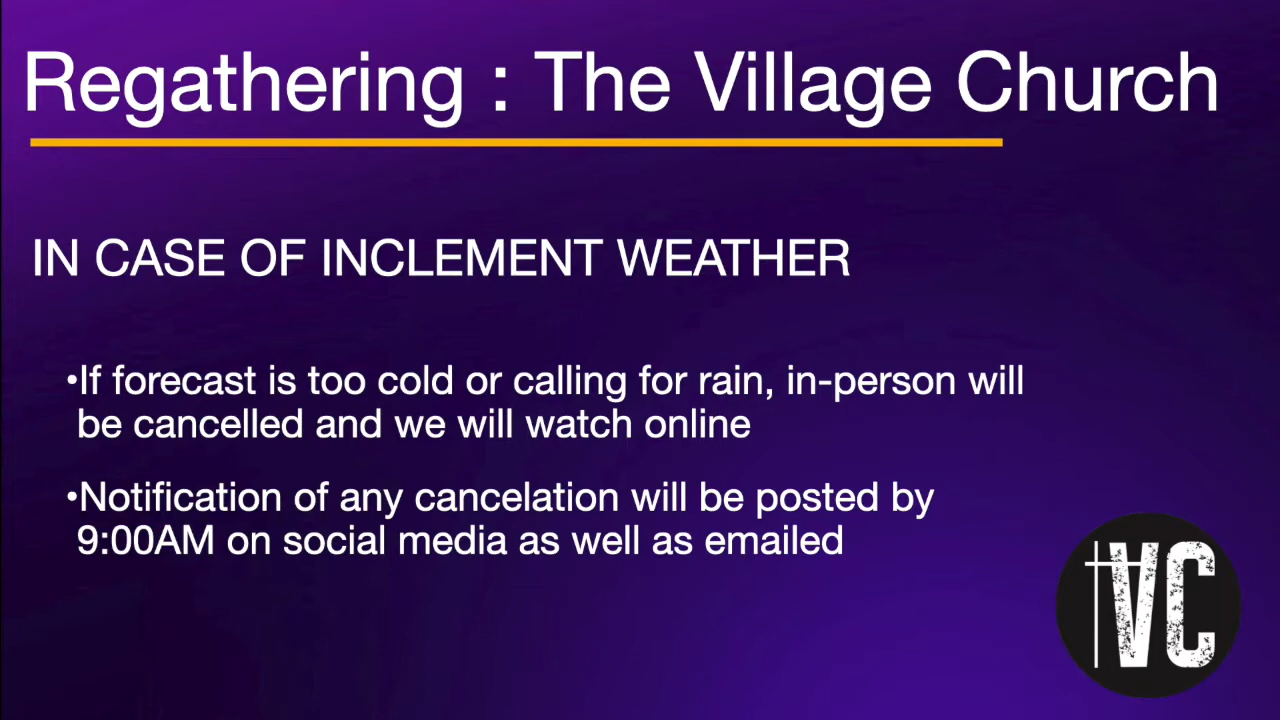 Regathering : The Village Church
IN CASE OF INCLEMENT WEATHER
•If forecast is too cold or calling for rain, in-person will
be cancelled and we will watch online
•Notification of any cancelation will be posted by
9:00AM on social media as well as emailed
VC